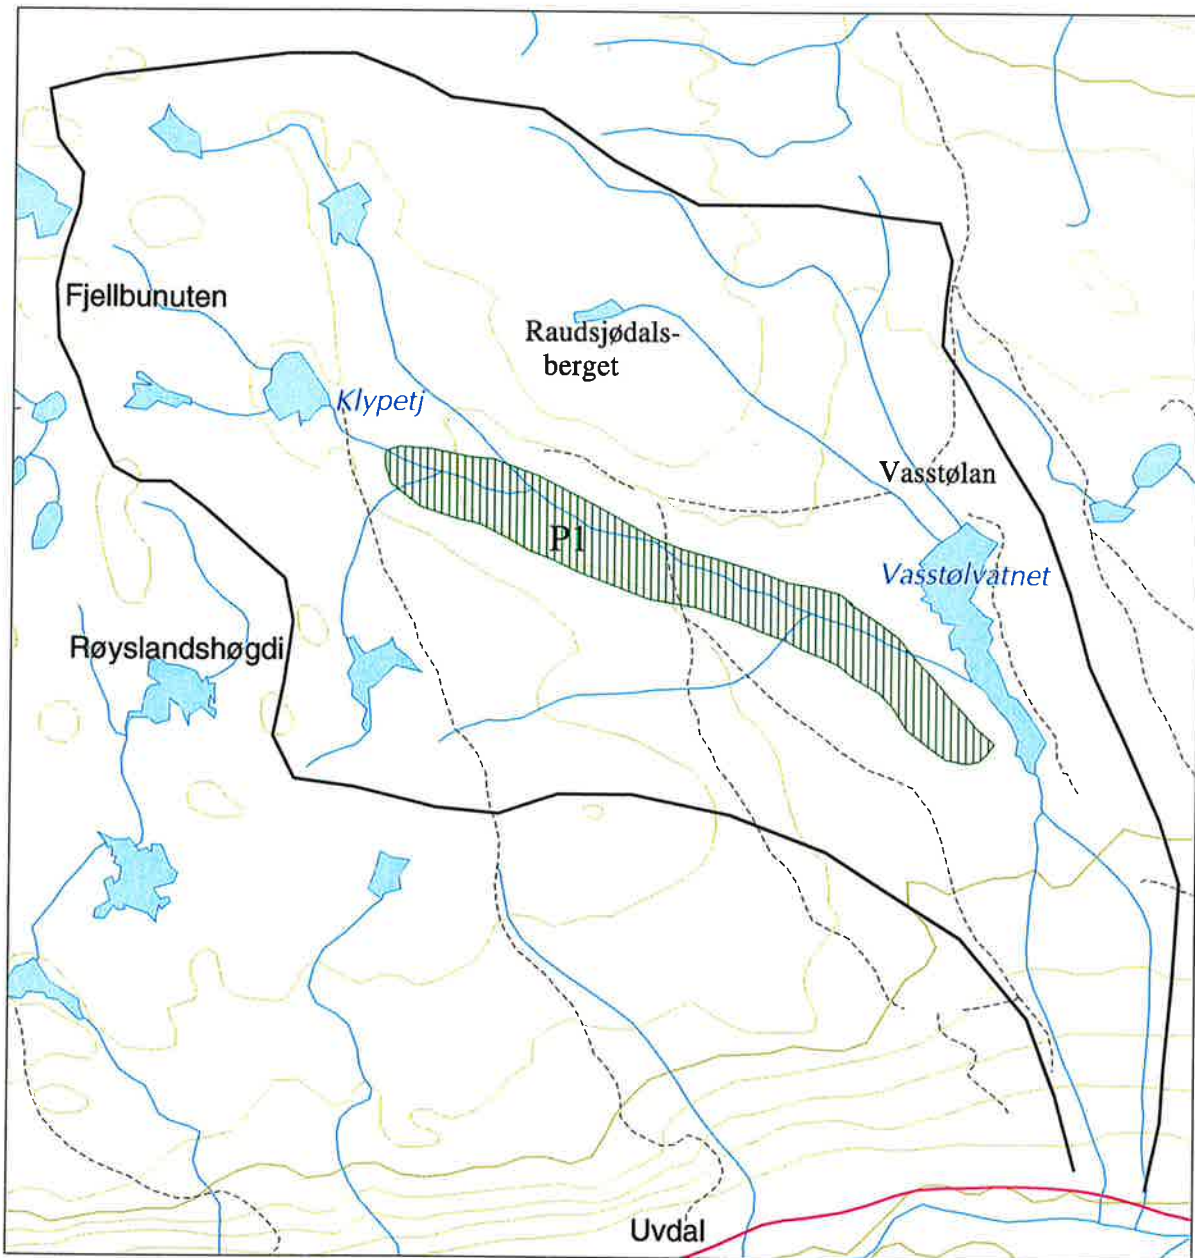 Fjellbunuten
Raudsjødals-
berget
Klypetj
Vasstølan
P1
Vasstølvatnet
Røyslandshøgdi
Uvdal